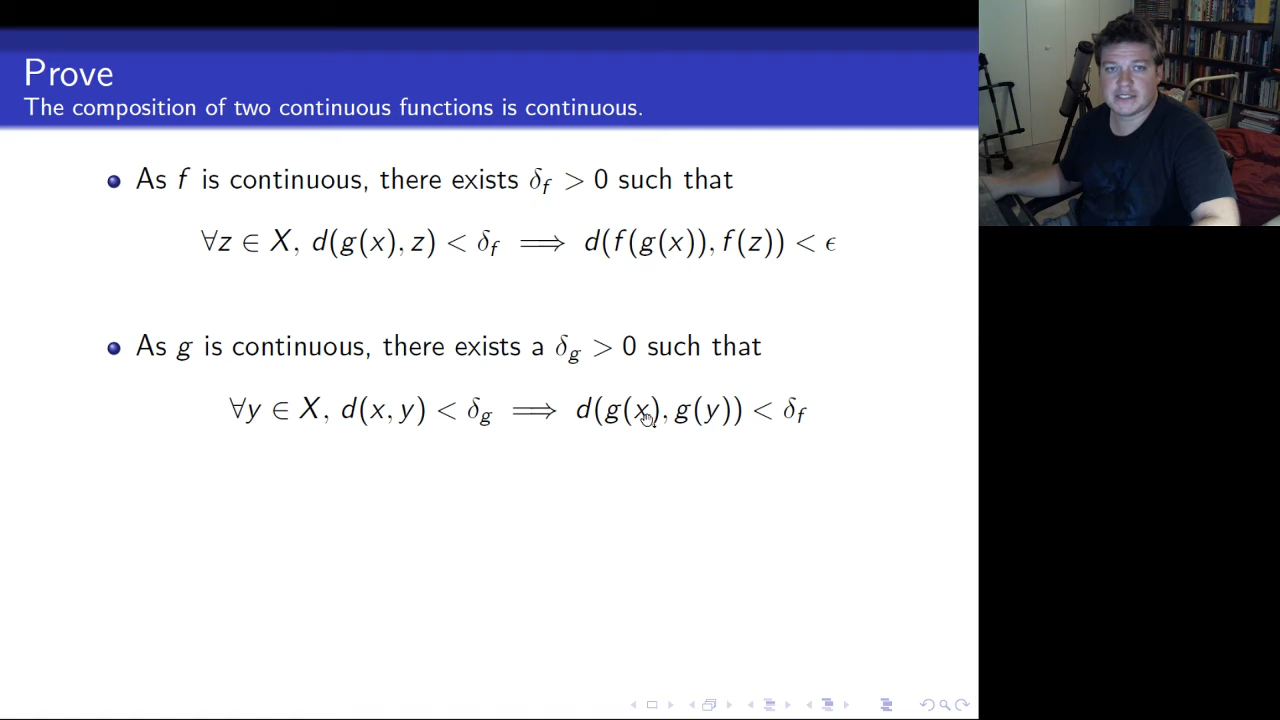 Prove
The composition of two continuous functions is continuous.
As f is continuous, there exists δ_f > 0 such that
∀z ∈ X, d(g(x), z) < δ_f ⟹ d(f(g(x)), f(z)) < ϵ
As g is continuous, there exists a δ_g > 0 such that
∀y ∈ X, d(x, y) < δ_g ⟹ d(g(x), g(y)) < δ_f